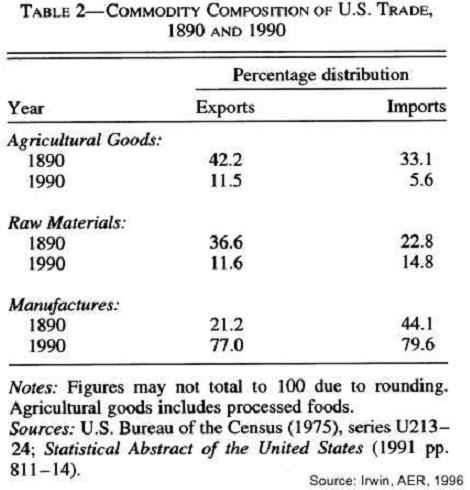 TABLE 2—COMMODITY COMPOSITION OF U.S. TRADE,
1890 AND 1990
Percentage distribution
Year Exports Imports
Agricultural Goods:
1890 42.2 33.1
1990 11.5 5.6
Raw Materials:
1890 36.6 22.8
1990 11.6 14.8
Manufactures:
1890 21.2 44.1
1990 77.0 79.6
Notes: Figures may not total to 100 due to rounding.
Agricultural goods includes processed foods.
Sources: U.S. Bureau of the Census (1975), series U213–
24; Statistical Abstract of the United States (1991 pp.
811–14).
Source: Irwin, AER, 1996